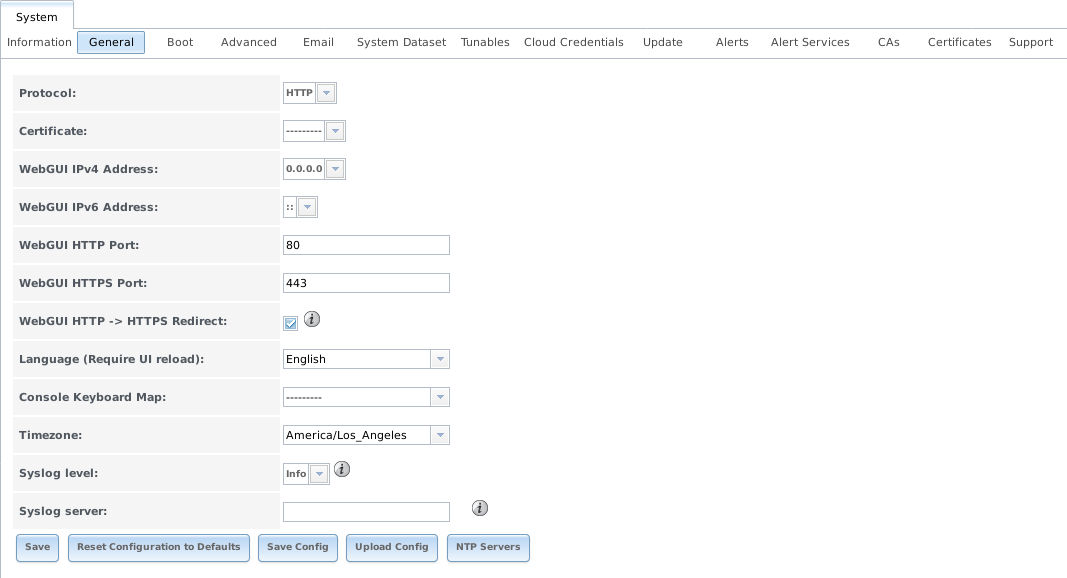 System
Information General Boot Advanced Email System Dataset Tunables Cloud Credentials Update Alerts Alert Services CAs Certificates Support
Protocol: HTTP
Certificate: ---------
WebGUI IPv4 Address: 0.0.0.0
WebGUI IPv6 Address: ::
WebGUI HTTP Port: 80
WebGUI HTTPS Port: 443
WebGUI HTTP -> HTTPS Redirect: i
Language (Require UI reload): English
Console Keyboard Map: ---------
Timezone: America/Los_Angeles
Syslog level: Info i
Syslog server: i
Save Reset Configuration to Defaults Save Config Upload Config NTP Servers